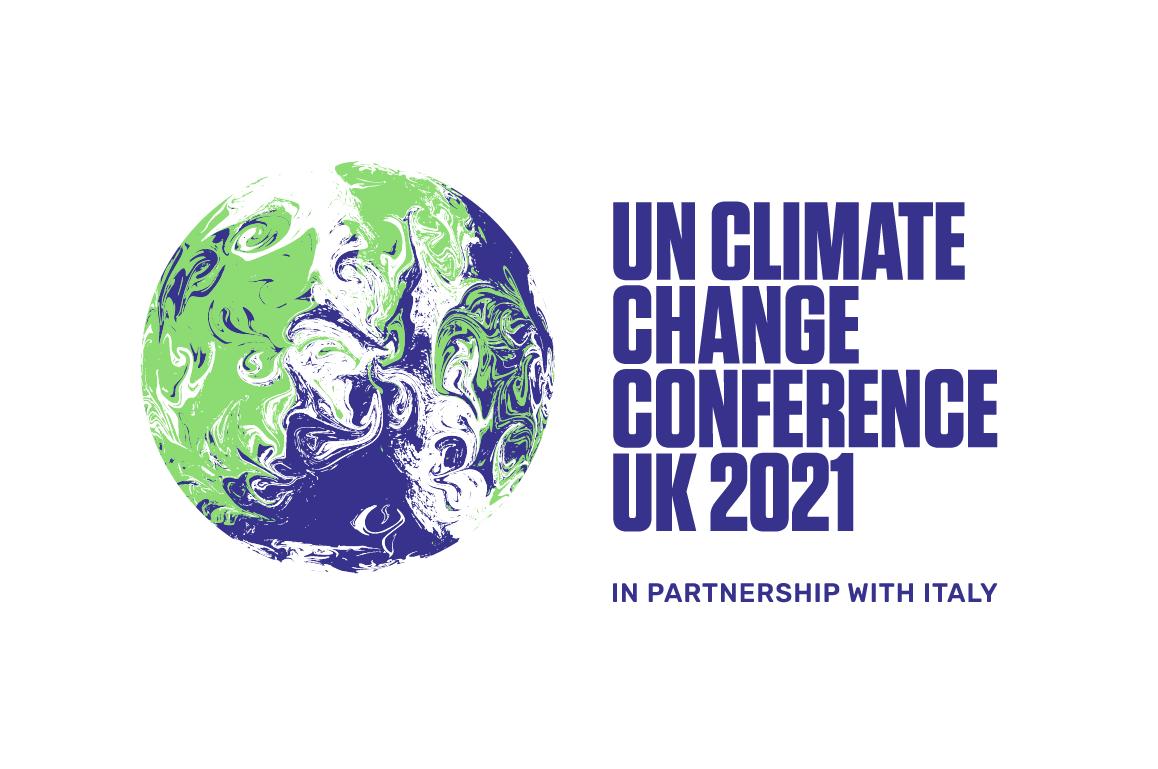 UN CLIMATE
CHANGE
CONFERENCE
UK 2021
IN PARTNERSHIP WITH ITALY